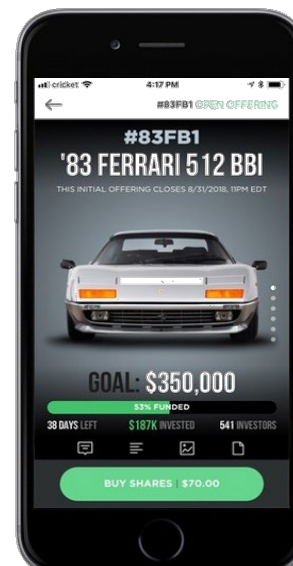 cricket 4:17 PM
#83FB1 OPEN OFFERING
#83FB1
'83 FERRARI 512 BBI
THIS INITIAL OFFERING CLOSES 8/31/2018, 11PM EDT
GOAL: $350,000
53% FUNDED
38 DAYS LEFT $187K INVESTED 541 INVESTORS
BUY SHARES | $70.00